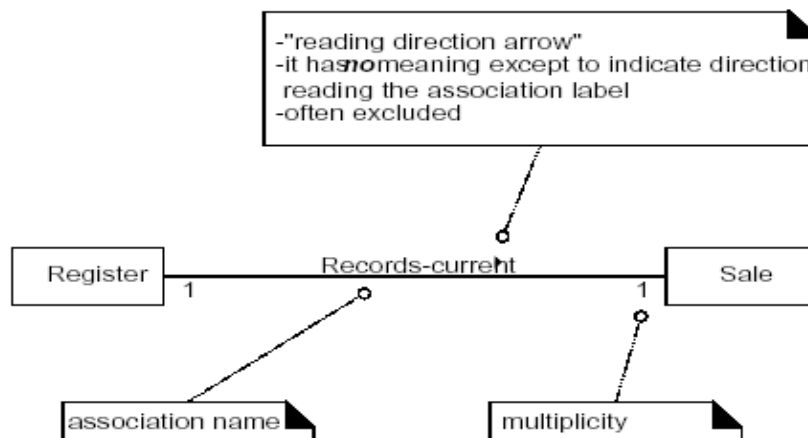 -"reading direction arrow"
-it has no meaning except to indicate direction
reading the association label
-often excluded
Register
Records-current
Sale
1
1
association name
multiplicity